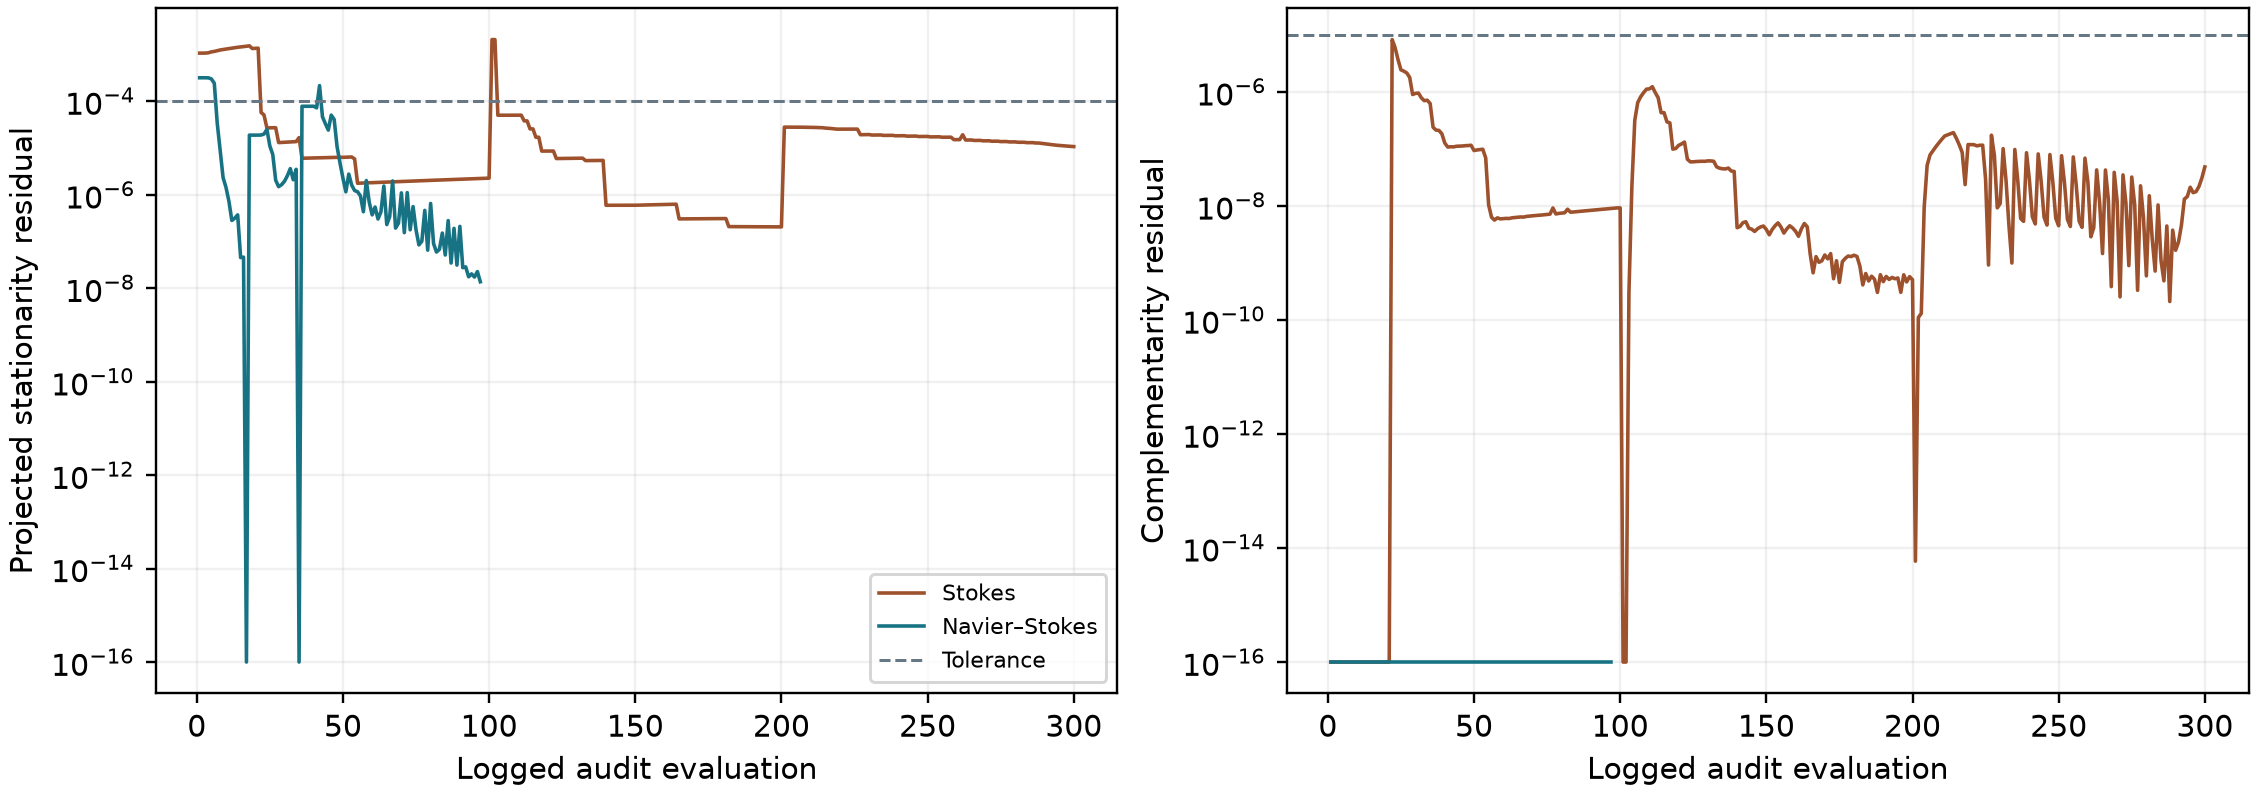 Projected stationarity residual
10⁻⁴
10⁻⁶
10⁻⁸
10⁻¹⁰
10⁻¹²
10⁻¹⁴
10⁻¹⁶
0 50 100 150 200 250 300
Logged audit evaluation
Stokes
Navier–Stokes
Tolerance
Complementarity residual
10⁻⁶
10⁻⁸
10⁻¹⁰
10⁻¹²
10⁻¹⁴
10⁻¹⁶
0 50 100 150 200 250 300
Logged audit evaluation